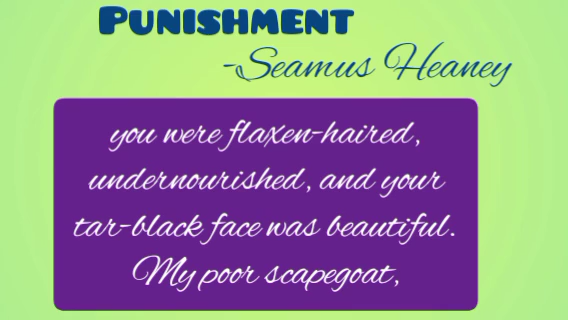 Punishment
-Seamus Heaney
you were flaxen-haired,
undernourished, and your
tar-black face was beautiful.
My poor scapegoat,